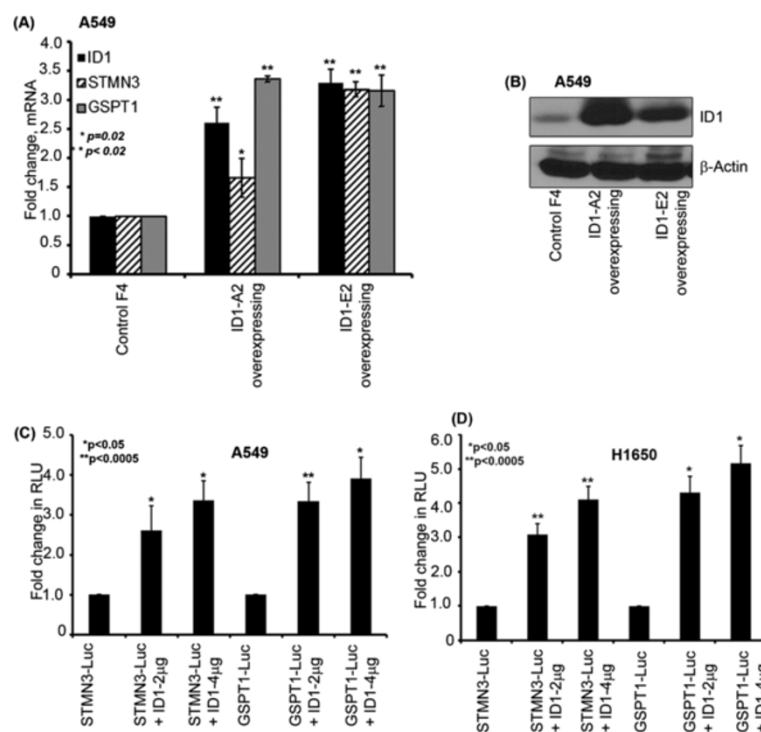 (A) A549
ID1
STMN3
GSPT1
* p=0.02
** p< 0.02
Fold change, mRNA
4.0
3.5
3.0
2.5
2.0
1.5
1.0
0.5
0
**
*
**
**
**
**
Control F4
ID1-A2
overexpressing
ID1-E2
overexpressing
(B) A549
ID1
β-Actin
Control F4
ID1-A2
overexpressing
ID1-E2
overexpressing
(C) A549
*p<0.05
**p<0.0005
Fold change in RLU
5.0
4.0
3.0
2.0
1.0
0
*
*
**
*
STMN3-Luc
STMN3-Luc
+ ID1-2µg
STMN3-Luc
+ ID1-4µg
GSPT1-Luc
GSPT1-Luc
+ ID1-2µg
GSPT1-Luc
+ ID1-4µg
(D) H1650
*p<0.05
**p<0.0005
Fold change in RLU
6.0
5.0
4.0
3.0
2.0
1.0
0
**
**
*
*
STMN3-Luc
STMN3-Luc
+ ID1-2µg
STMN3-Luc
+ ID1-4µg
GSPT1-Luc
GSPT1-Luc
+ ID1-2µg
GSPT1-Luc
+ ID1-4µg